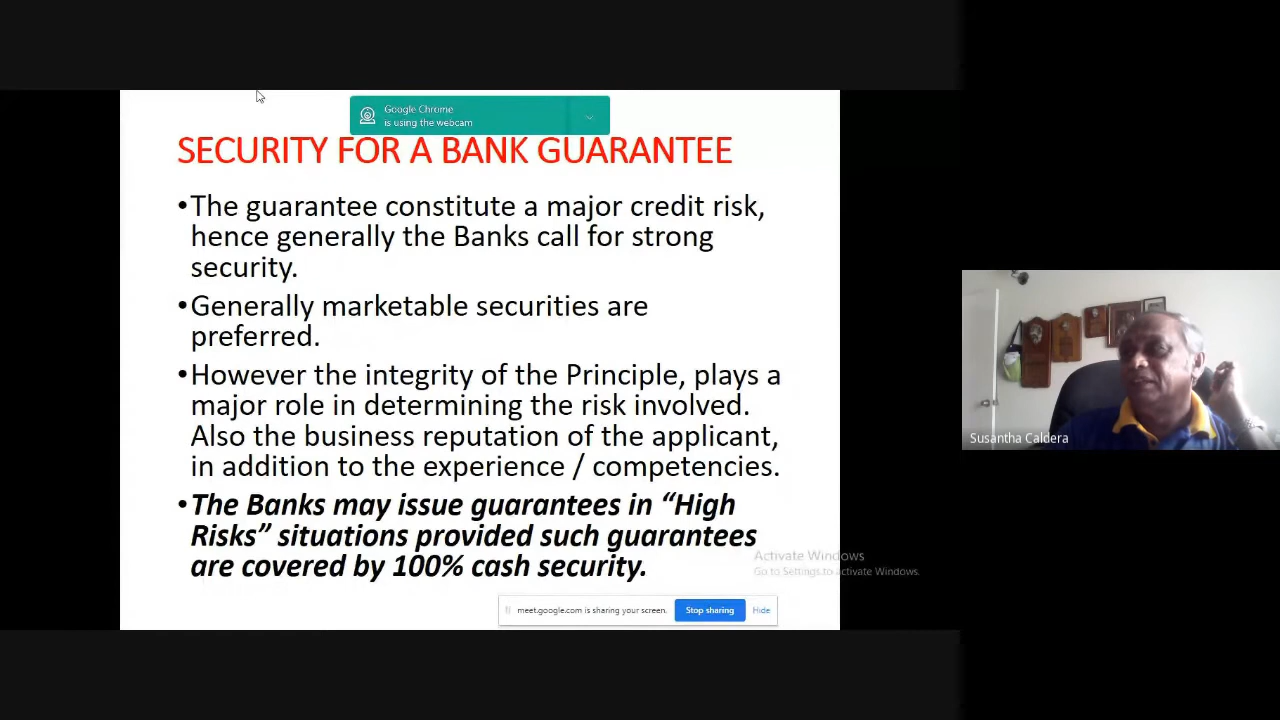 Google Chrome
is using the webcam
SECURITY FOR A BANK GUARANTEE
•The guarantee constitute a major credit risk,
hence generally the Banks call for strong
security.
•Generally marketable securities are
preferred.
•However the integrity of the Principle, plays a
major role in determining the risk involved.
Also the business reputation of the applicant,
in addition to the experience / competencies.
•The Banks may issue guarantees in “High
Risks” situations provided such guarantees
are covered by 100% cash security.
Activate Windows
Go to Settings to activate Windows.
meet.google.com is sharing your screen. Stop sharing Hide
Susantha Caldera